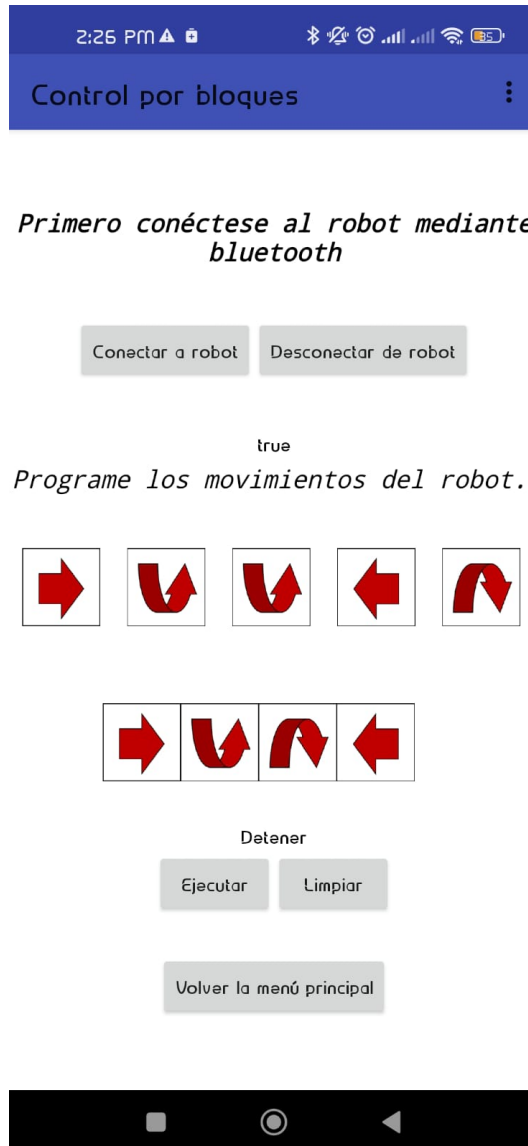 2:26 PM
85
Control por bloques
Primero conéctese al robot mediante
bluetooth
Conectar a robot Desconectar de robot
true
Programe los movimientos del robot.
Detener
Ejecutar Limpiar
Volver la menú principal